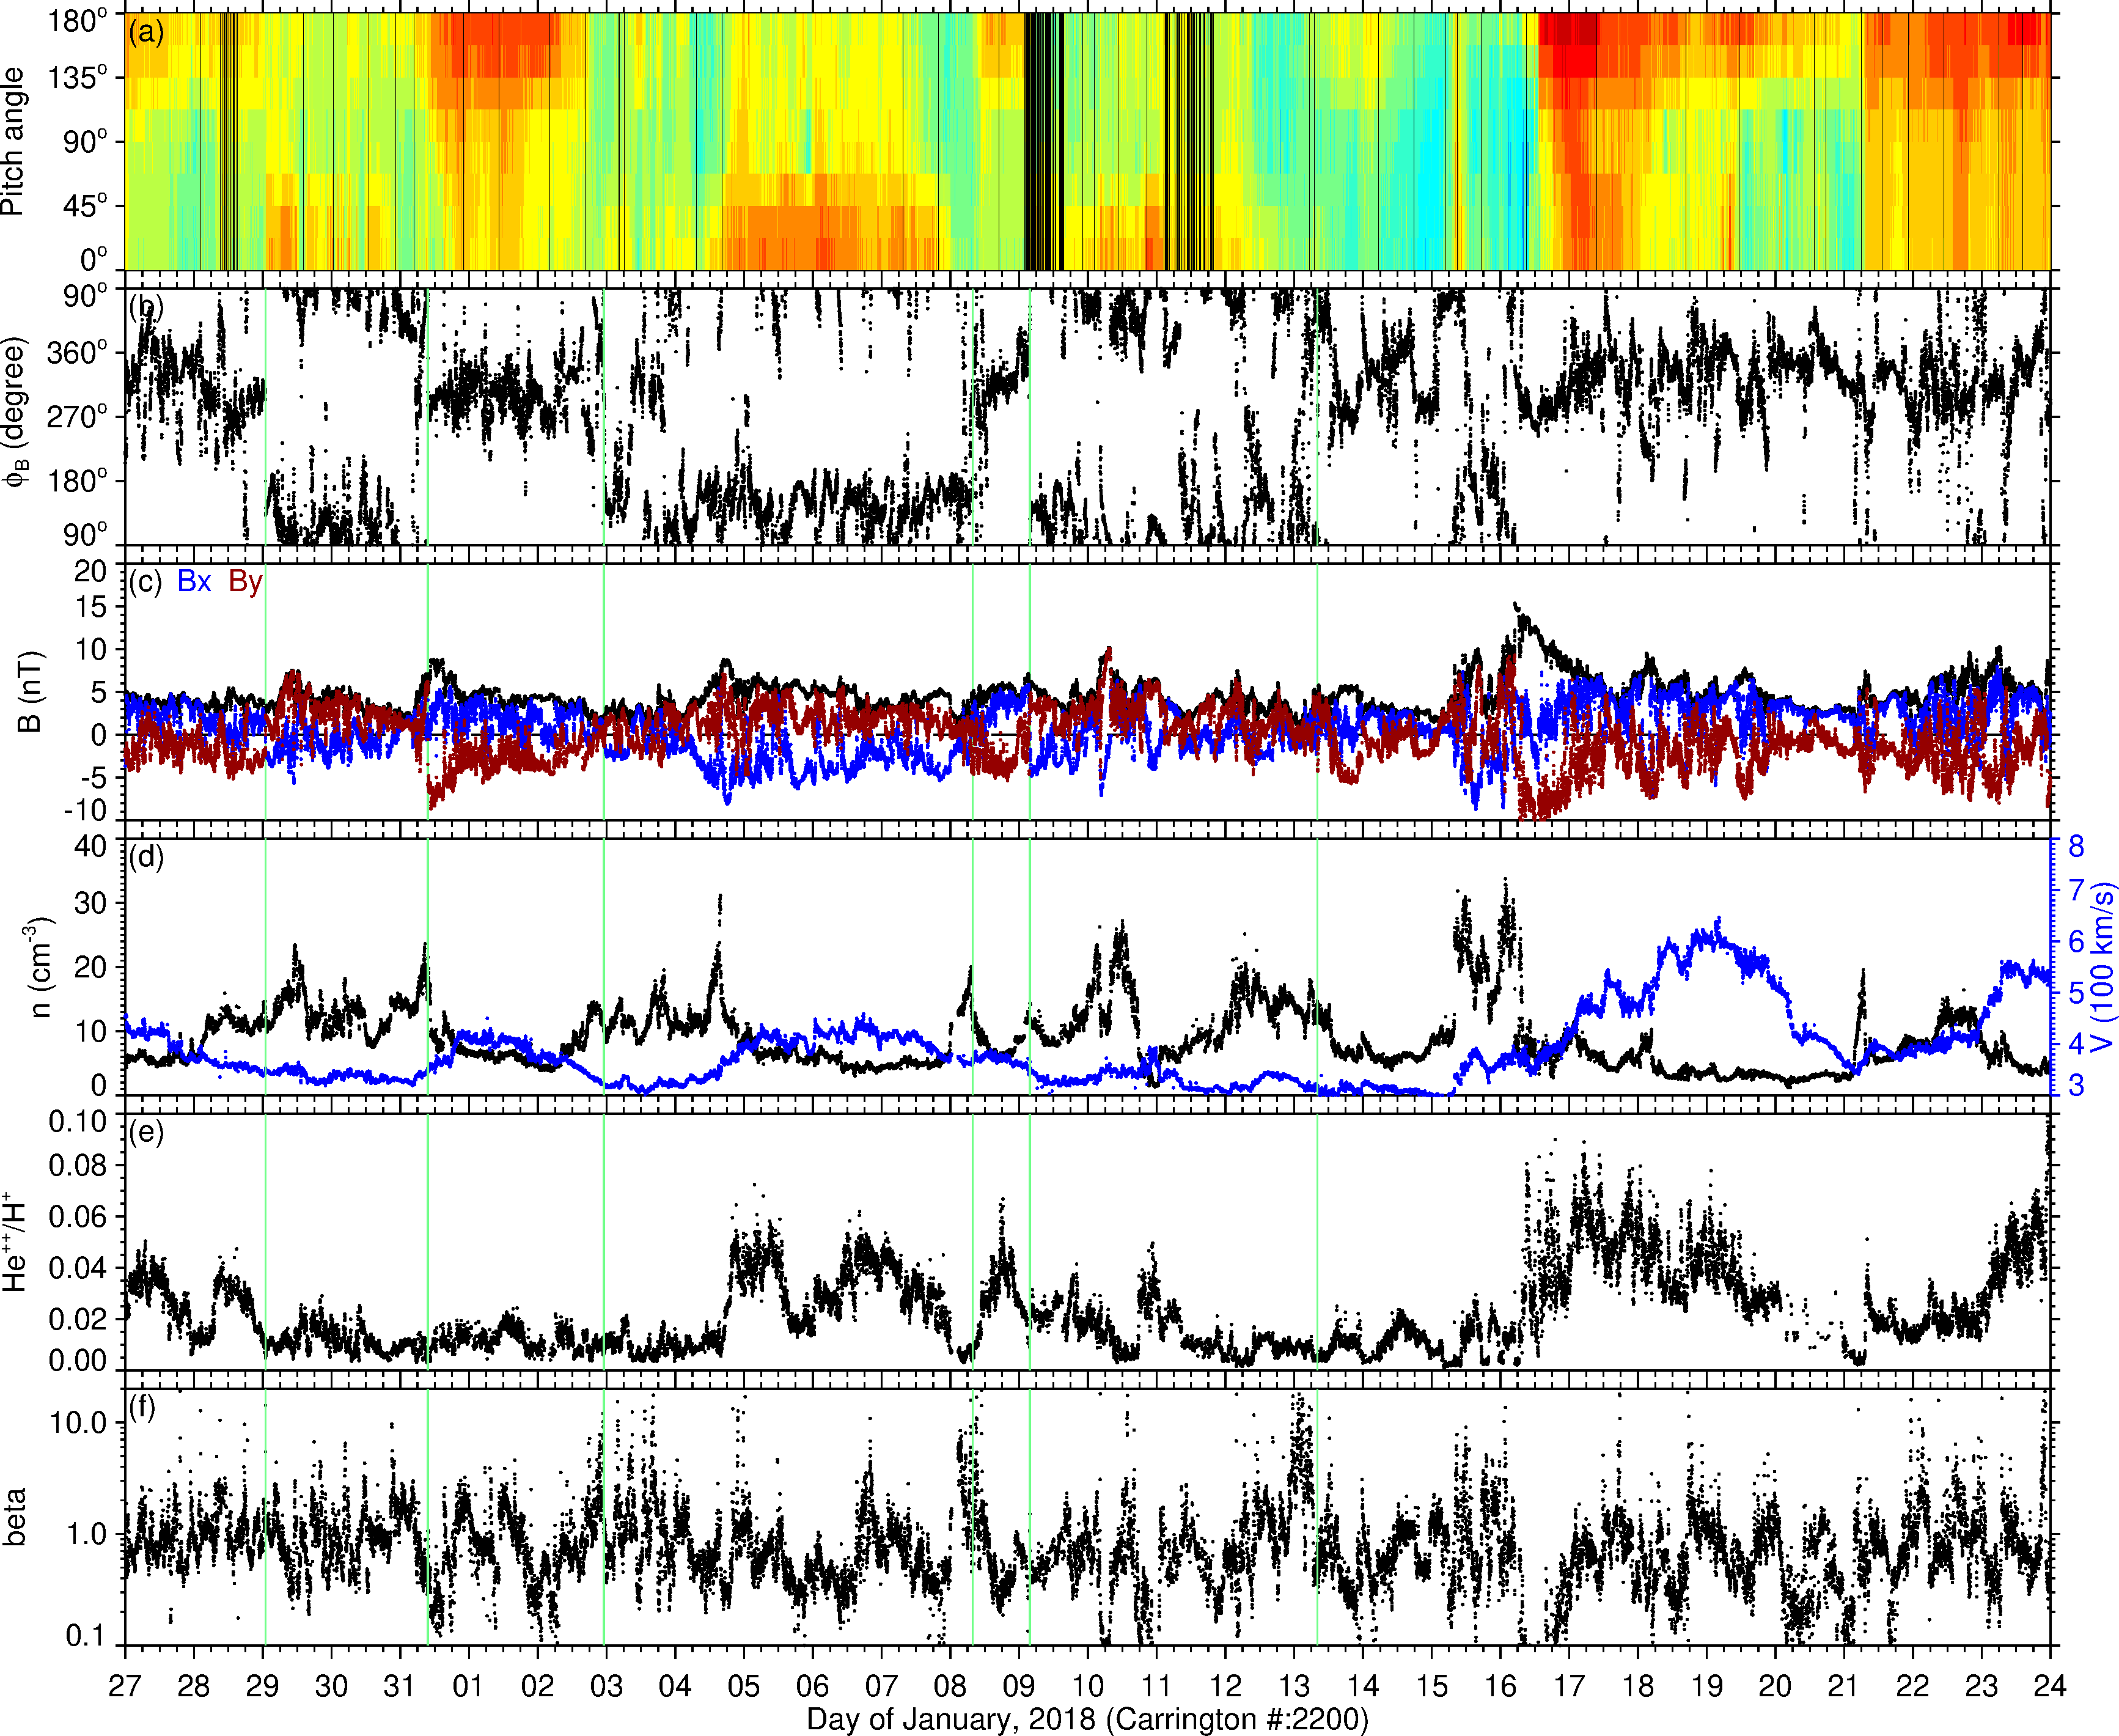 (a)
180°
135°
90°
45°
0°
Pitch angle
(b)
90°
360°
270°
180°
90°
ϕB (degree)
(c) Bx By
20
15
10
5
0
-5
-10
B (nT)
(d)
40
30
20
10
0
n (cm-3)
8
7
6
5
4
3
V (100 km/s)
(e)
0.10
0.08
0.06
0.04
0.02
0.00
He++/H+
(f)
10.0
1.0
0.1
beta
27 28 29 30 31 01 02 03 04 05 06 07 08 09 10 11 12 13 14 15 16 17 18 19 20 21 22 23 24
Day of January, 2018 (Carrington #:2200)